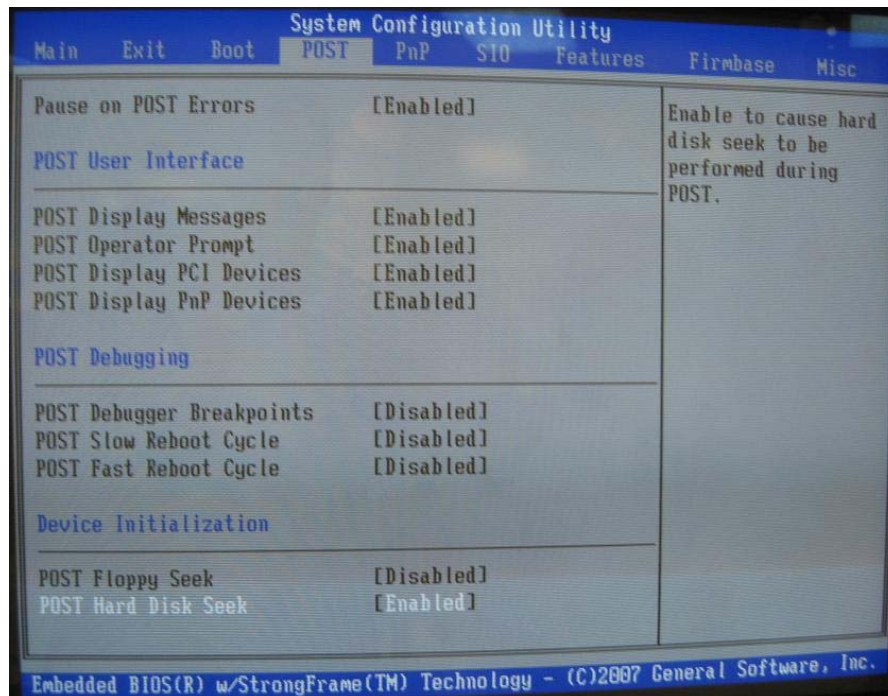 System Configuration Utility
Main Exit Boot POST PnP SIO Features Firmbase Misc
Pause on POST Errors [Enabled]
POST User Interface
POST Display Messages [Enabled]
POST Operator Prompt [Enabled]
POST Display PCI Devices [Enabled]
POST Display PnP Devices [Enabled]
POST Debugging
POST Debugger Breakpoints [Disabled]
POST Slow Reboot Cycle [Disabled]
POST Fast Reboot Cycle [Disabled]
Device Initialization
POST Floppy Seek [Disabled]
POST Hard Disk Seek [Enabled]
Enable to cause hard
disk seek to be
performed during
POST.
Embedded BIOS(R) w/StrongFrame(TM) Technology - (C)2007 General Software, Inc.